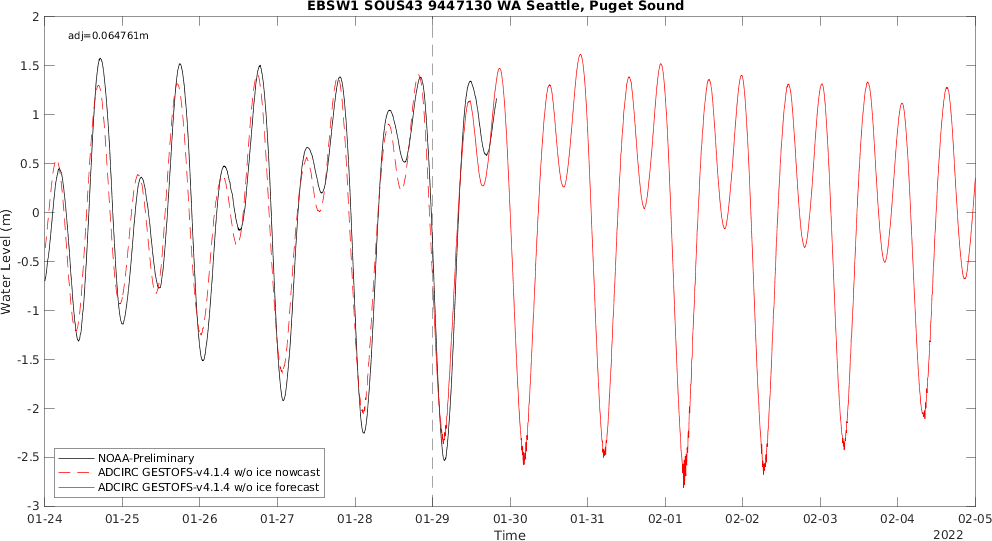 EBSW1 SOUS43 9447130 WA Seattle, Puget Sound
adj=0.064761m
2
1.5
1
0.5
0
-0.5
-1
-1.5
-2
-2.5
-3
Water Level (m)
NOAA-Preliminary
ADCIRC GESTOFS-v4.1.4 w/o ice nowcast
ADCIRC GESTOFS-v4.1.4 w/o ice forecast
01-24 01-25 01-26 01-27 01-28 01-29 01-30 01-31 02-01 02-02 02-03 02-04 02-05
Time
2022